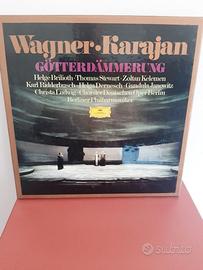 Wagner·Karajan
GÖTTERDÄMMERUNG
Helge Brilioth·Thomas Stewart·Zoltan Kelemen
Karl Ridderbusch·Helga Dernesch·Gundula Janowitz
Christa Ludwig·Chor der Deutschen Oper Berlin
Berliner Philharmoniker
subito